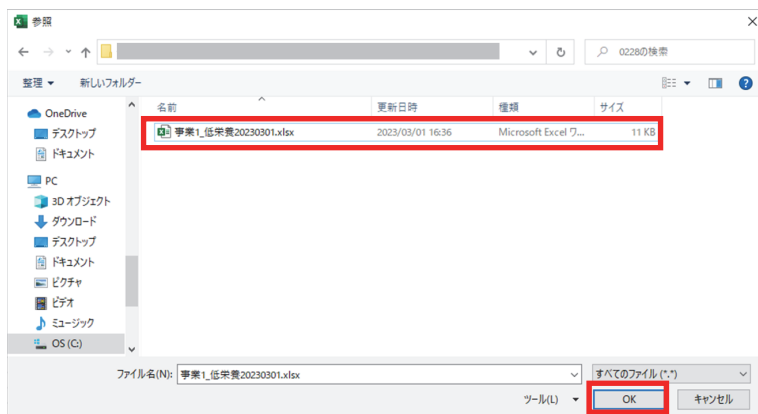 参照
0228の検索
整理 新しいフォルダー
名前 更新日時 種類 サイズ
事業1_低栄養20230301.xlsx 2023/03/01 16:36 Microsoft Excel ワ... 11 KB
OneDrive
デスクトップ
ドキュメント
PC
3D オブジェクト
ダウンロード
デスクトップ
ドキュメント
ピクチャ
ビデオ
ミュージック
OS (C:)
ファイル名(N): 事業1_低栄養20230301.xlsx すべてのファイル (*.*)
ツール(L) OK キャンセル